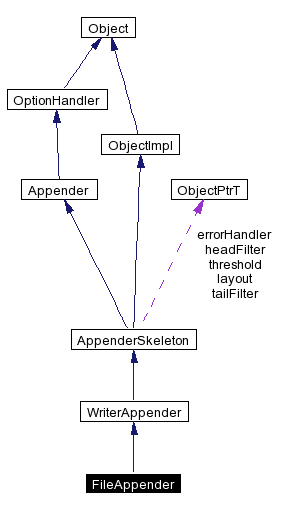 Object
OptionHandler
ObjectImpl
Appender
ObjectPtrT
errorHandler
headFilter
threshold
layout
tailFilter
AppenderSkeleton
WriterAppender
FileAppender